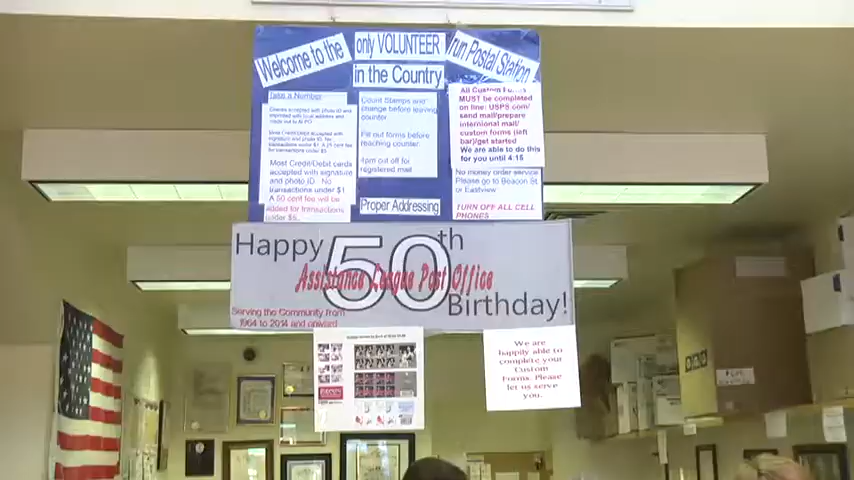 Welcome to the
only VOLUNTEER
run Postal Station
in the Country
Take a Number
Most Credit/Debit cards
accepted with signature
and photo ID. No
transactions under $1
A 50 cent fee will be
added for transactions
under $5.
Count Stamps and
change before leaving
counter
Fill out forms before
reaching counter.
4pm cut off for
registered mail
Proper Addressing
All Custom Forms
MUST be completed
on line: USPS.com/
send mail/prepare
internional mail/
custom forms (left
bar)/get started
We are able to do this
for you until 4:15
No money order service
Please go to Beacon St
or Eastview
TURN OFF ALL CELL
PHONES
Happy 50th
Assistance League Post Office
Birthday!
Serving the Community from
1964 to 2014 and onward
We are
happily able to
complete your
Custom
Forms. Please
let us serve
you.